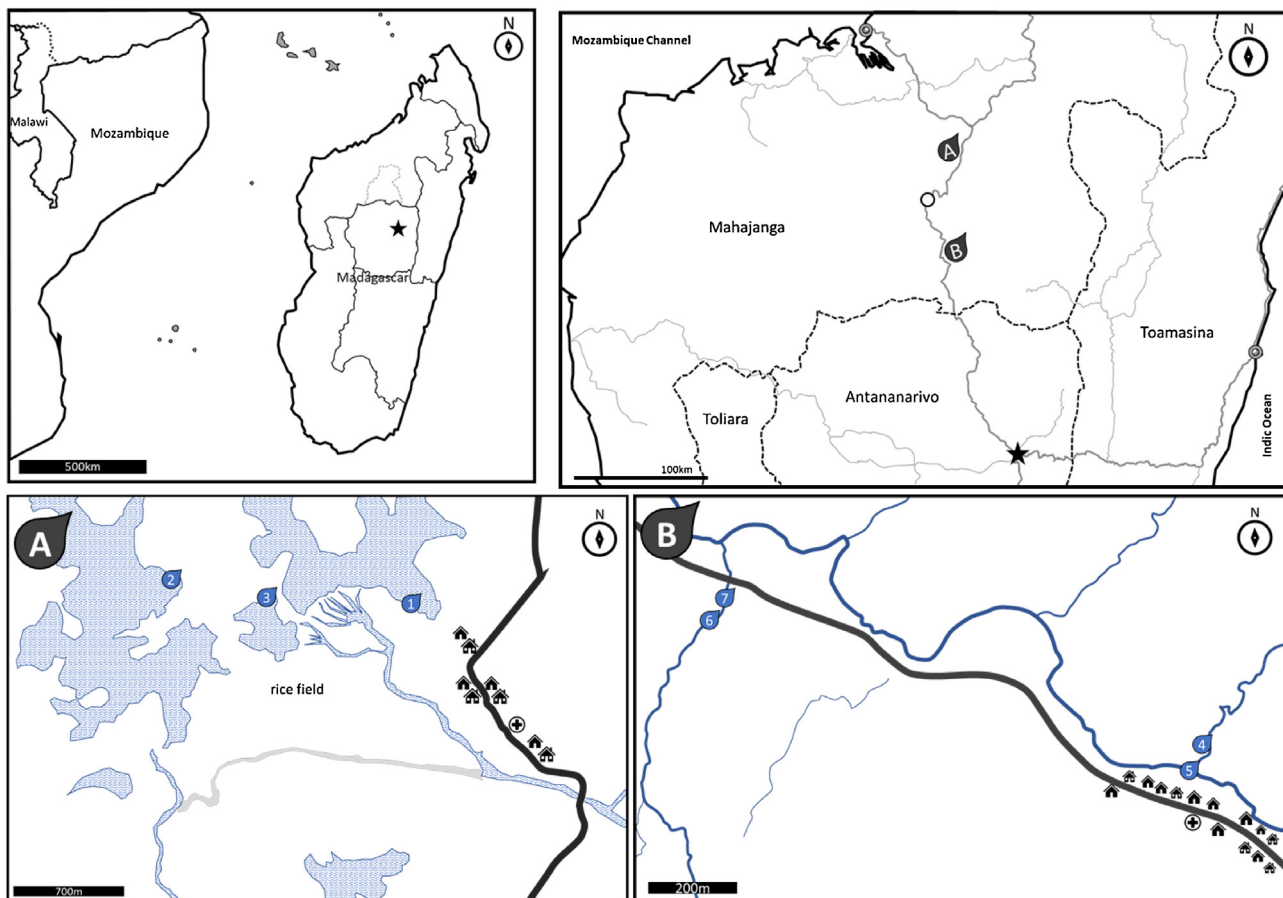 N
Malawi
Mozambique
Madagascar
500km
N
Mozambique Channel
A
Mahajanga
B
Toamasina
Antananarivo
Toliara
Indic Ocean
100km
A
N
2
3
1
rice field
700m
B
N
7
6
4
5
200m